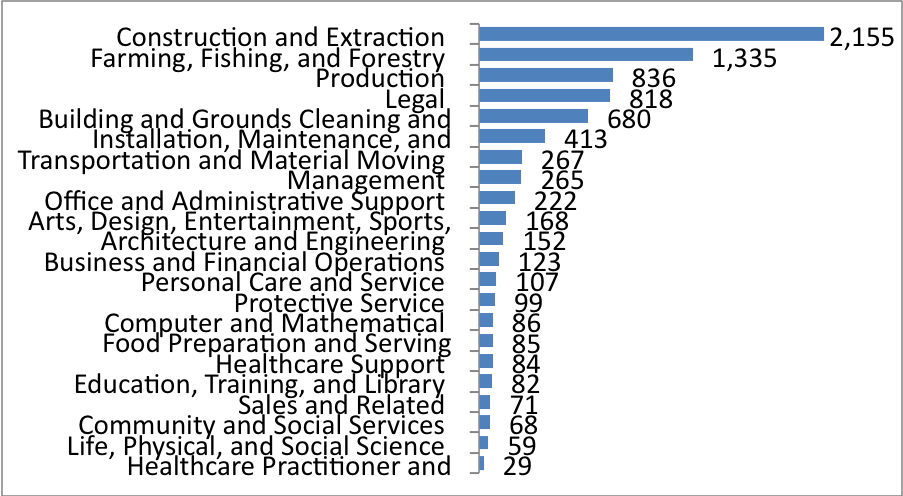 Construction and Extraction 2,155
Farming, Fishing, and Forestry 1,335
Production 836
Legal 818
Building and Grounds Cleaning and 680
Installation, Maintenance, and 413
Transportation and Material Moving 267
Management 265
Office and Administrative Support 222
Arts, Design, Entertainment, Sports, 168
Architecture and Engineering 152
Business and Financial Operations 123
Personal Care and Service 107
Protective Service 99
Computer and Mathematical 86
Food Preparation and Serving 85
Healthcare Support 84
Education, Training, and Library 82
Sales and Related 71
Community and Social Services 68
Life, Physical, and Social Science 59
Healthcare Practitioner and 29